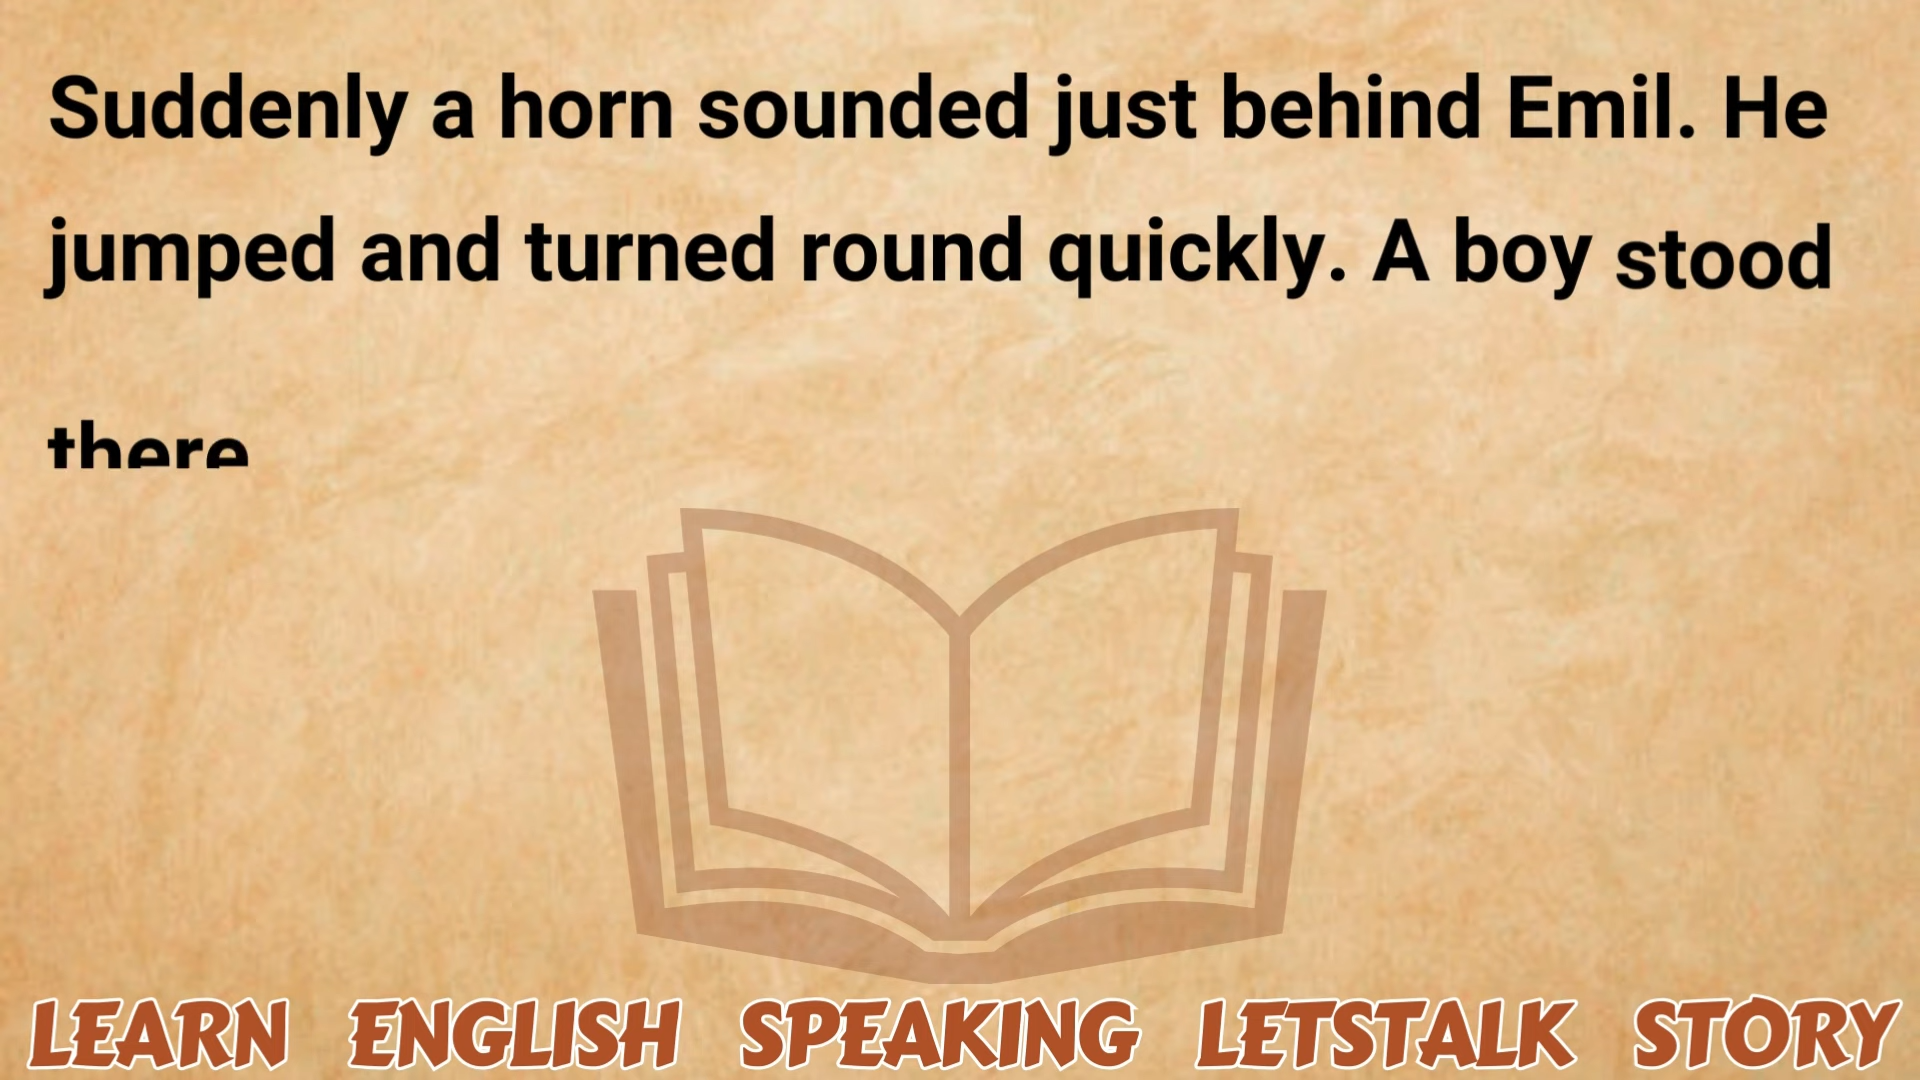 Suddenly a horn sounded just behind Emil. He
jumped and turned round quickly. A boy stood
there
LEARN ENGLISH SPEAKING LETSTALK STORY